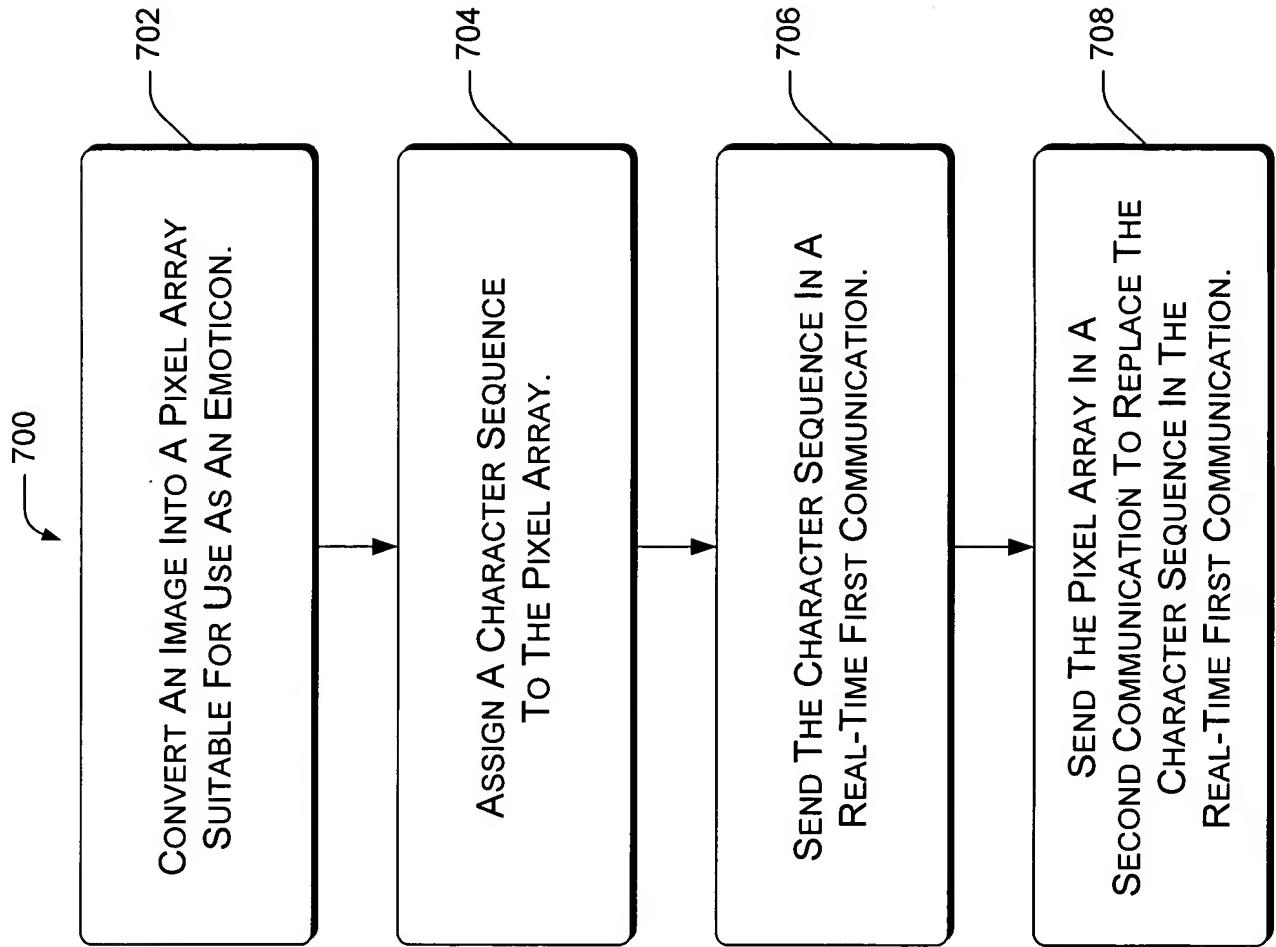 700
702
CONVERT AN IMAGE INTO A PIXEL ARRAY
SUITABLE FOR USE AS AN EMOTICON.
704
ASSIGN A CHARACTER SEQUENCE
TO THE PIXEL ARRAY.
706
SEND THE CHARACTER SEQUENCE IN A
REAL-TIME FIRST COMMUNICATION.
708
SEND THE PIXEL ARRAY IN A
SECOND COMMUNICATION TO REPLACE THE
CHARACTER SEQUENCE IN THE
REAL-TIME FIRST COMMUNICATION.